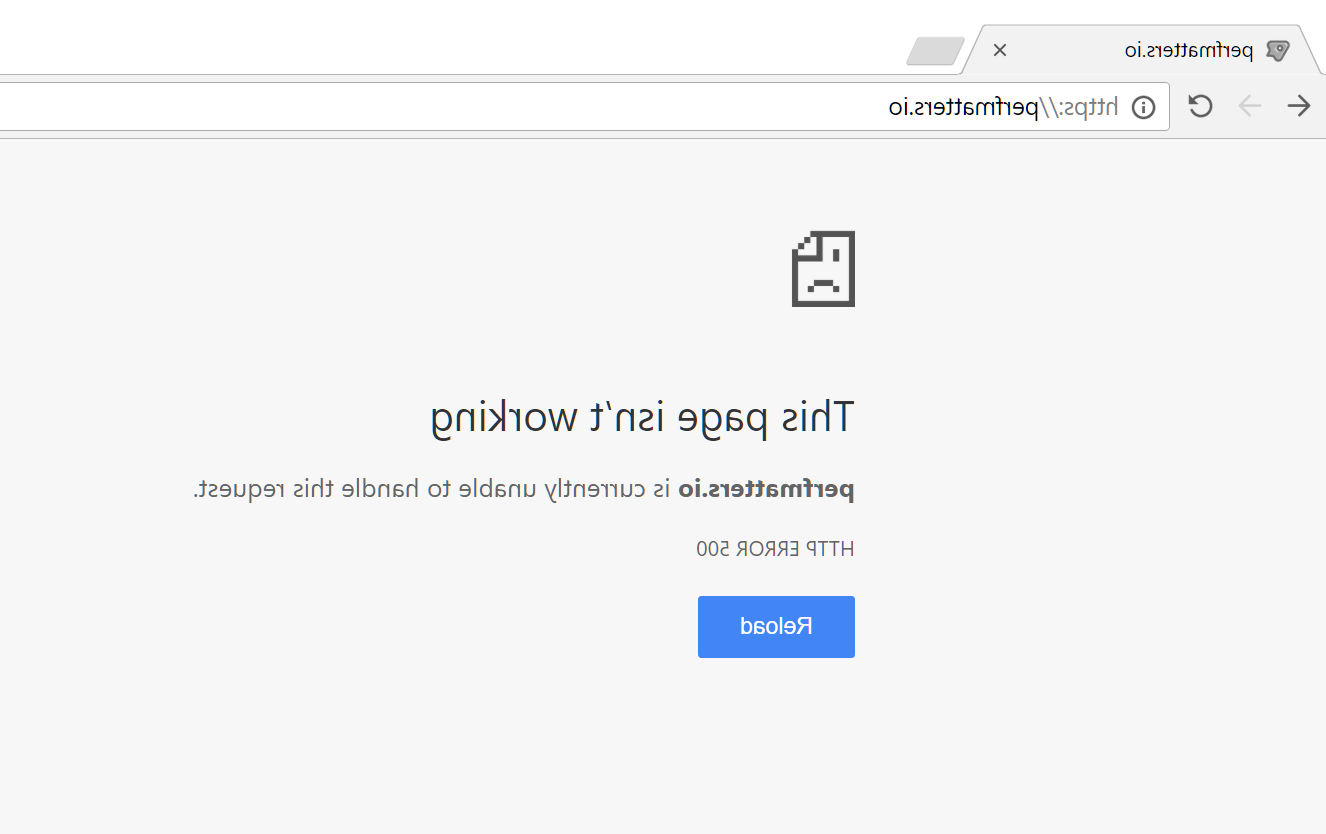 perfmatters.io
https://perfmatters.io
This page isn't working
perfmatters.io is currently unable to handle this request.
HTTP ERROR 500
Reload